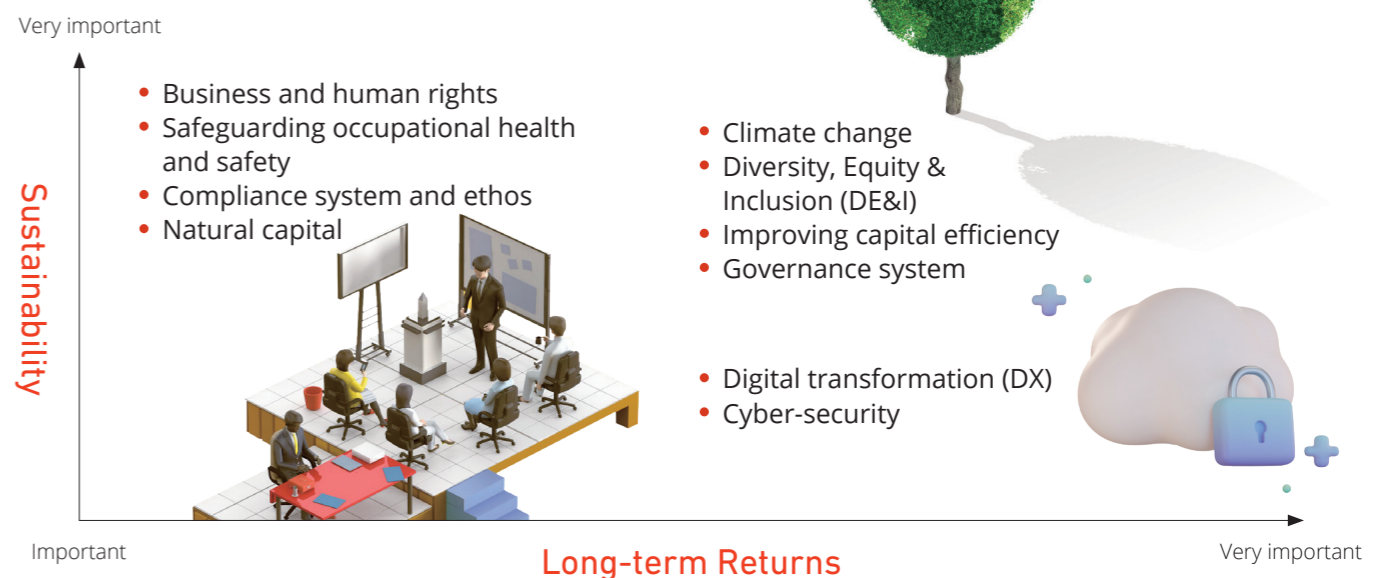 Very important
• Business and human rights
• Safeguarding occupational health
and safety
• Compliance system and ethos
• Natural capital
• Climate change
• Diversity, Equity &
Inclusion (DE&I)
• Improving capital efficiency
• Governance system
• Digital transformation (DX)
• Cyber-security
Sustainability
Important
Long-term Returns
Very important